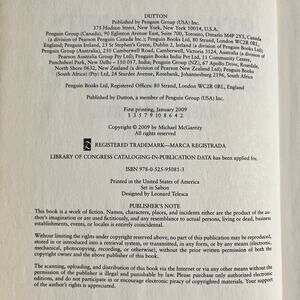 DUTTON
Published by Penguin Group (USA) Inc.
375 Hudson Street, New York, New York 10014, U.S.A.
Penguin Group (Canada), 90 Eglinton Avenue East, Suite 700, Toronto, Ontario M4P 2Y3, Canada
(a division of Pearson Penguin Canada Inc.); Penguin Books Ltd, 80 Strand, London WC2R 0RL,
England; Penguin Ireland, 25 St Stephen's Green, Dublin 2, Ireland (a division of Penguin Books Ltd);
Penguin Group (Australia), 250 Camberwell Road, Camberwell, Victoria 3124, Australia (a division of
Pearson Australia Group Pty Ltd); Penguin Books India Pvt Ltd, 11 Community Centre,
Panchsheel Park, New Delhi – 110 017, India; Penguin Group (NZ), 67 Apollo Drive, Rosedale,
North Shore 0632, New Zealand (a division of Pearson New Zealand Ltd); Penguin Books
(South Africa) (Pty) Ltd, 24 Sturdee Avenue, Rosebank, Johannesburg 2196, South Africa
Penguin Books Ltd, Registered Offices: 80 Strand, London WC2R 0RL, England
Published by Dutton, a member of Penguin Group (USA) Inc.
First printing, January 2009
1 3 5 7 9 10 8 6 4 2
Copyright © 2009 by Michael McGarrity
All rights reserved
REGISTERED TRADEMARK—MARCA REGISTRADA
LIBRARY OF CONGRESS CATALOGING-IN-PUBLICATION DATA has been applied for.
ISBN 978-0-525-95081-3
Printed in the United States of America
Set in Sabon
Designed by Leonard Telesca
PUBLISHER'S NOTE
This book is a work of fiction. Names, characters, places, and incidents either are the product of the author's
imagination or are used fictitiously, and any resemblance to actual persons, living or dead, business
establishments, events, or locales is entirely coincidental.
Without limiting the rights under copyright reserved above, no part of this publication may be reproduced,
stored in or introduced into a retrieval system, or transmitted, in any form, or by any means (electronic,
mechanical, photocopying, recording, or otherwise), without the prior written permission of both the
copyright owner and the above publisher of this book.
The scanning, uploading, and distribution of this book via the Internet or via any other means without the
permission of the publisher is illegal and punishable by law. Please purchase only authorized electronic
editions, and do not participate in or encourage electronic piracy of copyrighted materials. Your support
of the author's rights is appreciated.